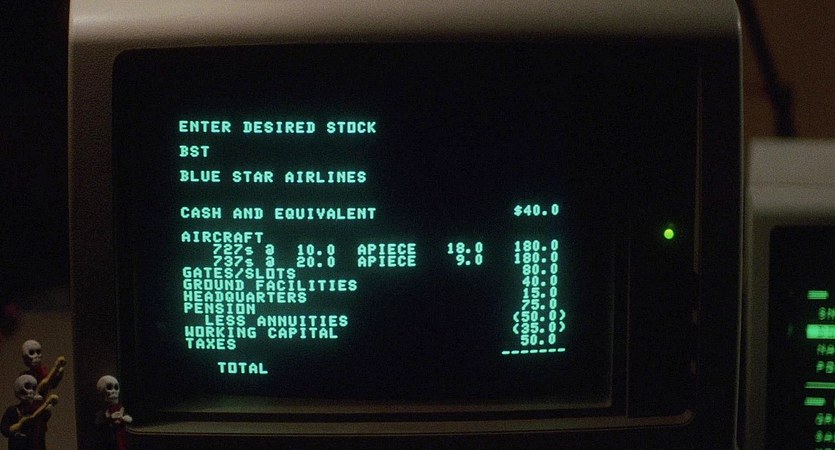 ENTER DESIRED STOCK
BST
BLUE STAR AIRLINES
CASH AND EQUIVALENT $40.0
AIRCRAFT
727s @ 10.0 APIECE 18.0 180.0
737s @ 20.0 APIECE 9.0 180.0
GATES/SLOTS 80.0
GROUND FACILITIES 40.0
HEADQUARTERS 15.0
PENSION 75.0
LESS ANNUITIES (50.0)
WORKING CAPITAL (35.0)
TAXES 50.0
-------
TOTAL